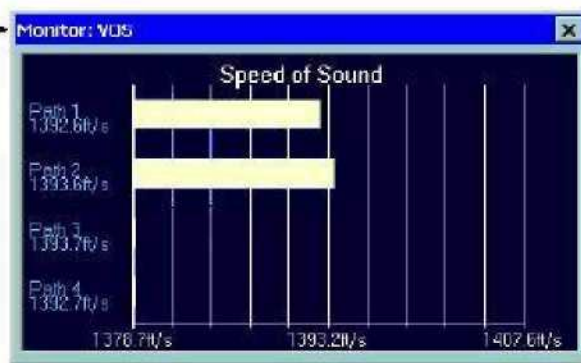 Monitor: VOS
Speed of Sound
Path 1
1392.6ft/s
Path 2
1393.6ft/s
Path 3
1393.7ft/s
Path 4
1392.7ft/s
1378.7ft/s 1393.2ft/s 1407.6ft/s